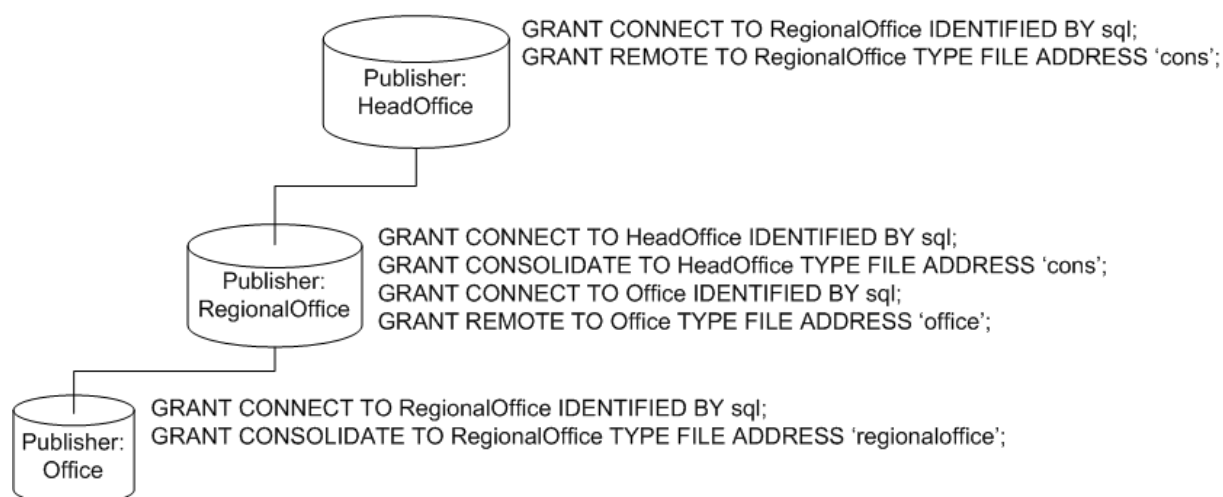 GRANT CONNECT TO RegionalOffice IDENTIFIED BY sql;
GRANT REMOTE TO RegionalOffice TYPE FILE ADDRESS ‘cons’;
Publisher:
HeadOffice
GRANT CONNECT TO HeadOffice IDENTIFIED BY sql;
GRANT CONSOLIDATE TO HeadOffice TYPE FILE ADDRESS ‘cons’;
GRANT CONNECT TO Office IDENTIFIED BY sql;
GRANT REMOTE TO Office TYPE FILE ADDRESS ‘office’;
Publisher:
RegionalOffice
GRANT CONNECT TO RegionalOffice IDENTIFIED BY sql;
GRANT CONSOLIDATE TO RegionalOffice TYPE FILE ADDRESS ‘regionaloffice’;
Publisher:
Office